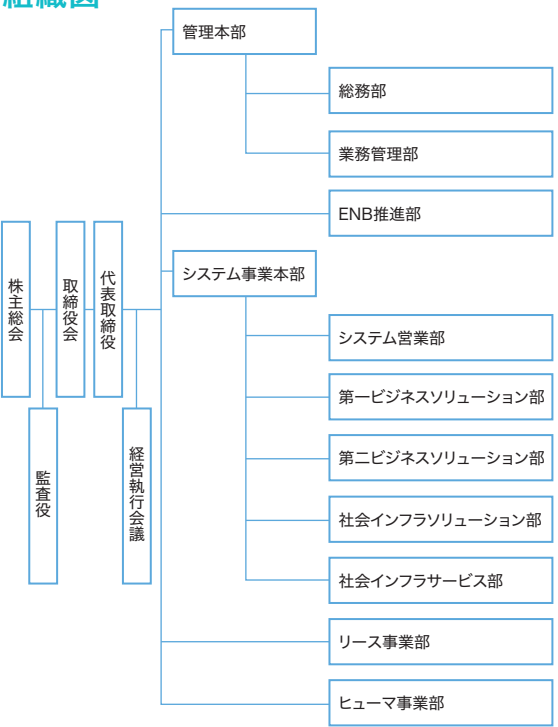 組織図
管理本部
総務部
業務管理部
ENB推進部
システム事業本部
システム営業部
第一ビジネスソリューション部
第二ビジネスソリューション部
社会インフラソリューション部
社会インフラサービス部
リース事業部
ヒューマ事業部
株主総会
取締役会
代表取締役
監査役
経営執行会議